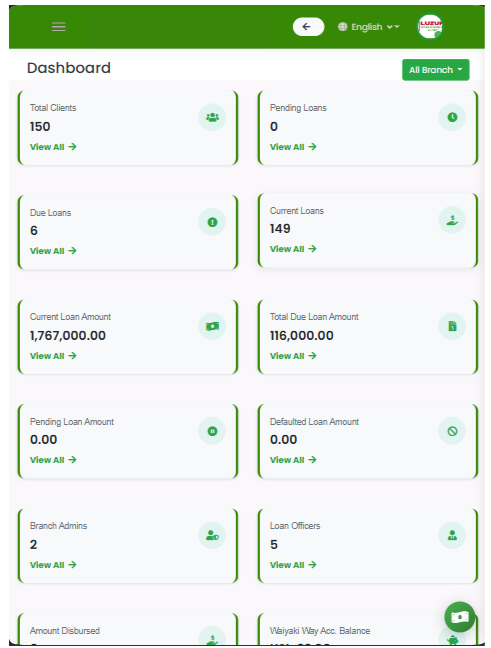 English
LUZUR
Dashboard
All Branch
Total Clients
150
View All
Pending Loans
0
View All
Due Loans
6
View All
Current Loans
149
View All
Current Loan Amount
1,767,000.00
View All
Total Due Loan Amount
116,000.00
View All
Pending Loan Amount
0.00
View All
Defaulted Loan Amount
0.00
View All
Branch Admins
2
View All
Loan Officers
5
View All
Amount Disbursed
Waiyaki Way Acc. Balance